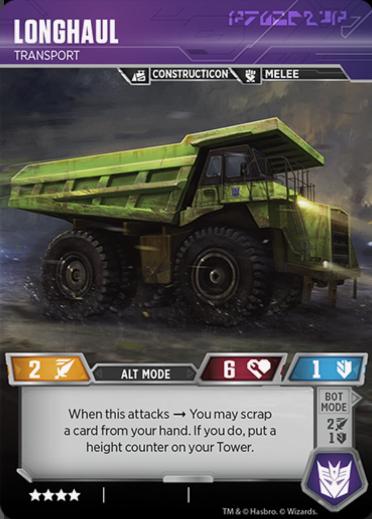 LONGHAUL
TRANSPORT
CONSTRUCTICON MELEE
2 ALT MODE 6 1
When this attacks → You may scrap
a card from your hand. If you do, put a
height counter on your Tower.
BOT
MODE
2
1
TM & © Hasbro. © Wizards.